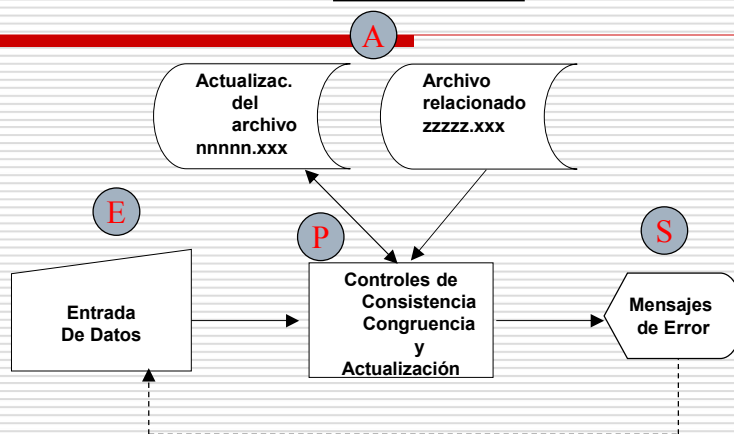 A
Actualizac.
del
archivo
nnnnn.xxx
Archivo
relacionado
zzzzz.xxx
E
P
S
Entrada
De Datos
Controles de
Consistencia
Congruencia
y
Actualización
Mensajes
de Error